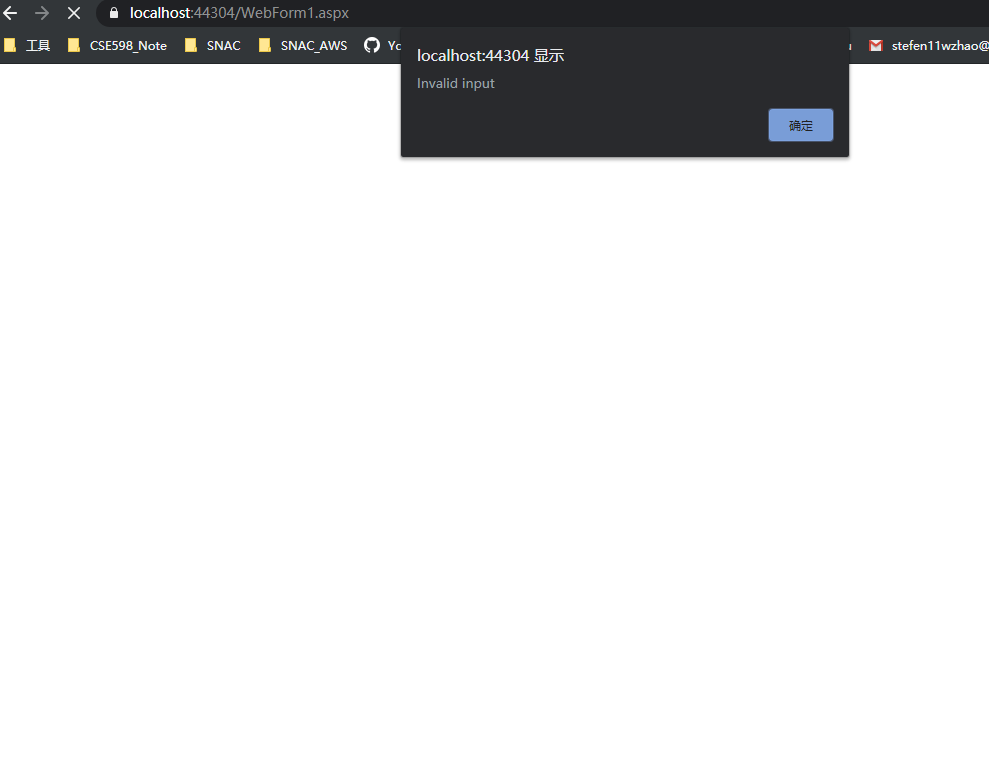 localhost:44304/WebForm1.aspx
工具 CSE598_Note SNAC SNAC_AWS stefen11wzhao@
localhost:44304 显示
Invalid input
确定